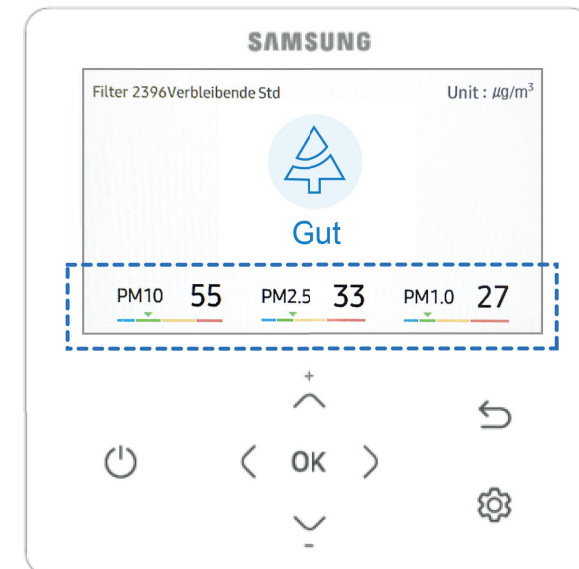 SAMSUNG
Filter 2396Verbleibende Std Unit : µg/m³
Gut
PM10 55 PM2.5 33 PM1.0 27
+
OK
-